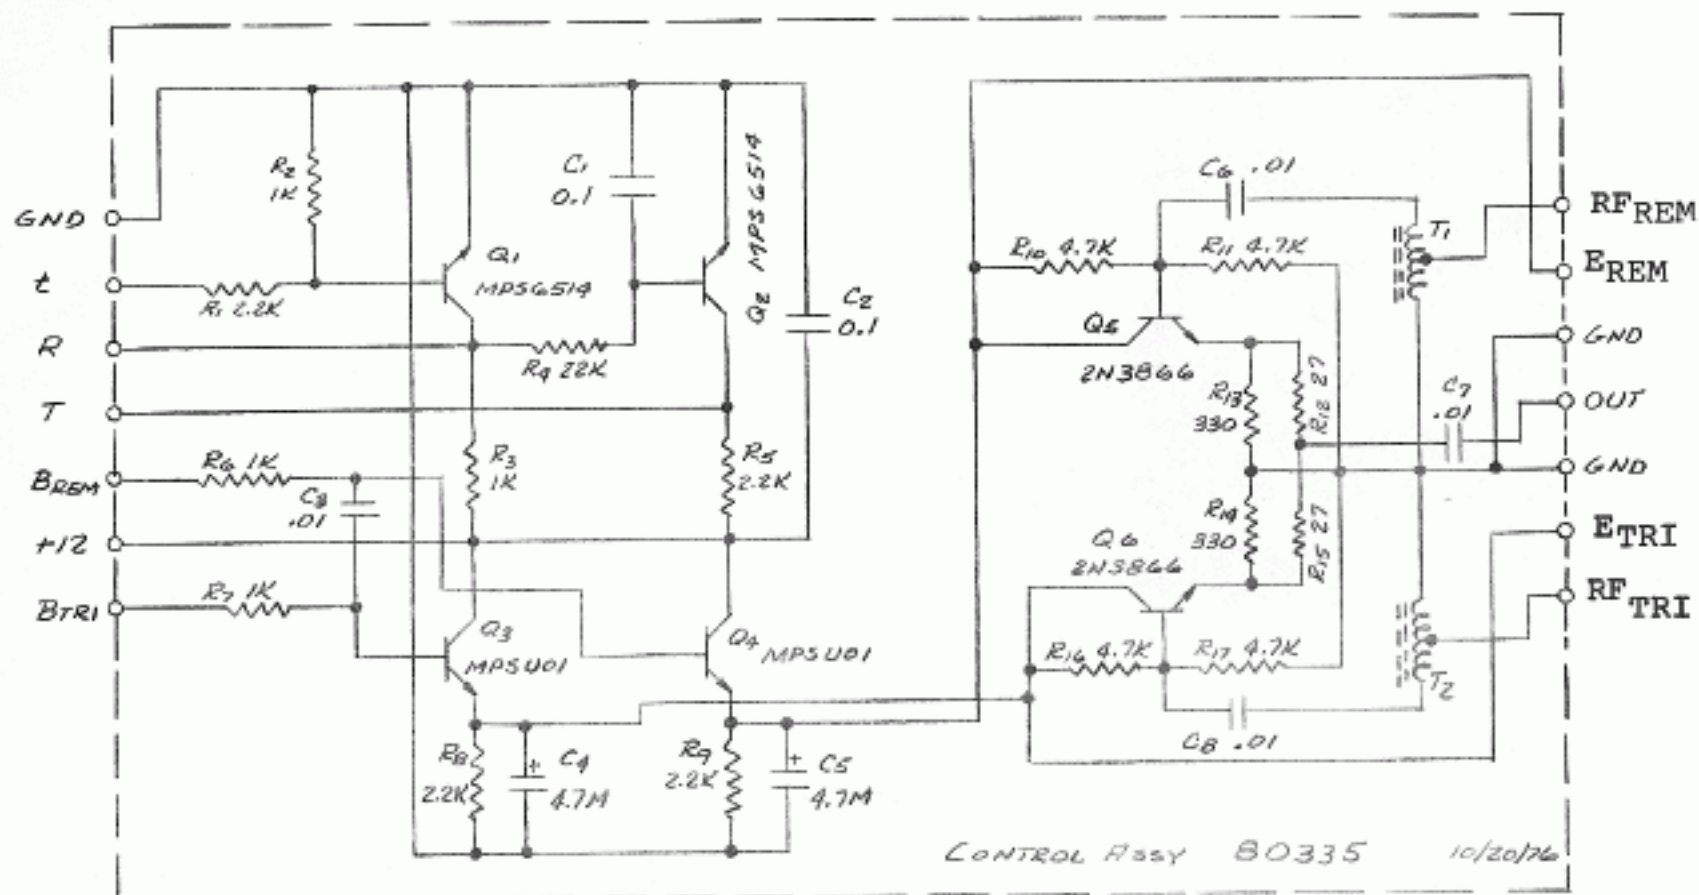 GND
t
R
T
BREM
+12
BTRI
R2
1K
R1 2.2K
Q1
MPS6514
C1
0.1
Q2 MPS6514
C2
0.1
R4 22K
R3
1K
R5
2.2K
R6 1K
C3
.01
R7 1K
Q3
MPSU01
Q4 MPSU01
R8
2.2K
C4
+
4.7M
R9
2.2K
C5
+
4.7M
C6 .01
R10 4.7K
R11 4.7K
Q5
2N3866
R13
330
R12 27
T1
C7
.01
R14
330
R15 27
Q6
2N3866
R16 4.7K
R17 4.7K
C8 .01
T2
RFREM
EREM
GND
OUT
GND
ETRI
RFTRI
CONTROL ASSY 80335 10/20/76